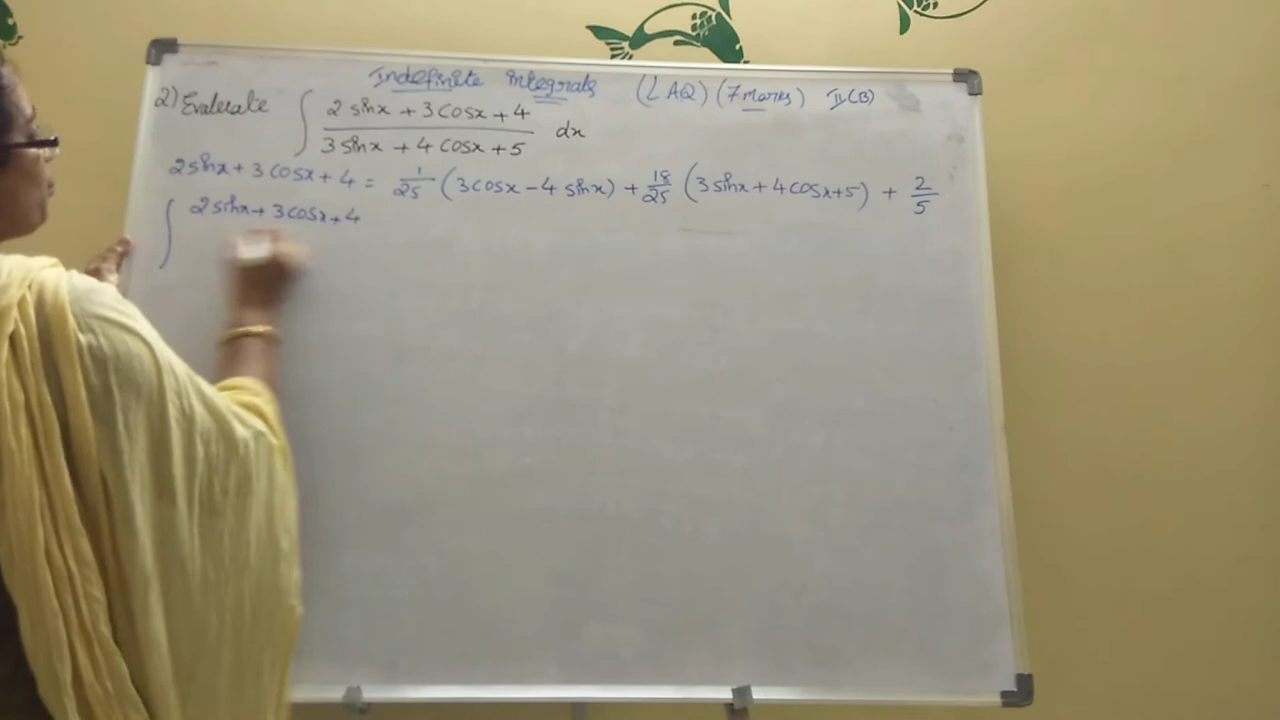 Indefinite integrals (LAQ) (7 marks) II(B)
2) Evaluate ∫ (2 sinx + 3 cosx + 4)/(3 sinx + 4 cosx + 5) dx
2 sinx + 3 cosx + 4 = 1/25 (3 cosx - 4 sinx) + 18/25 (3 sinx + 4 cosx + 5) + 2/5
∫ 2 sinx + 3 cosx + 4